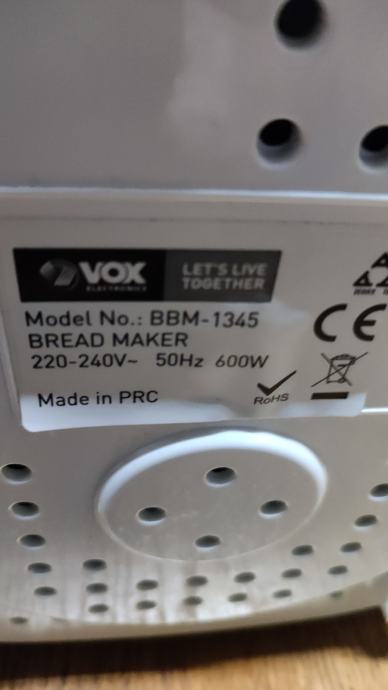 VOX
ELECTRONICS
LET'S LIVE
TOGETHER
Model No.: BBM-1345
BREAD MAKER
220-240V~ 50Hz 600W
Made in PRC
RoHS
CE